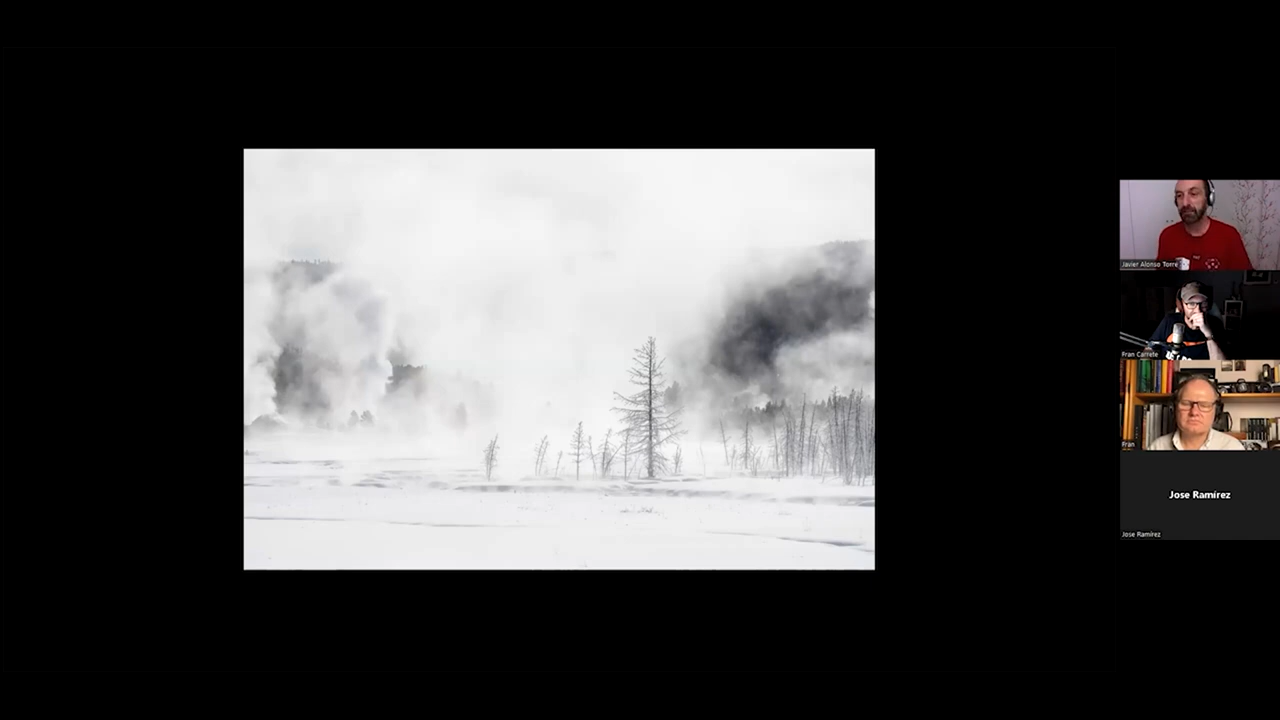 Javier Alonso Torre
Fran Carrete
Fran
Jose Ramírez
Jose Ramírez